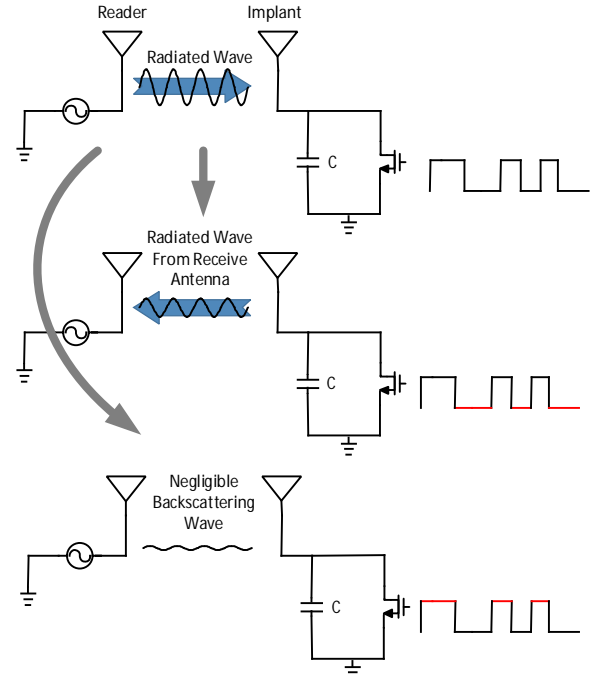 Reader
Implant
Radiated Wave
C
Radiated Wave
From Receive
Antenna
C
Negligible
Backscattering
Wave
C